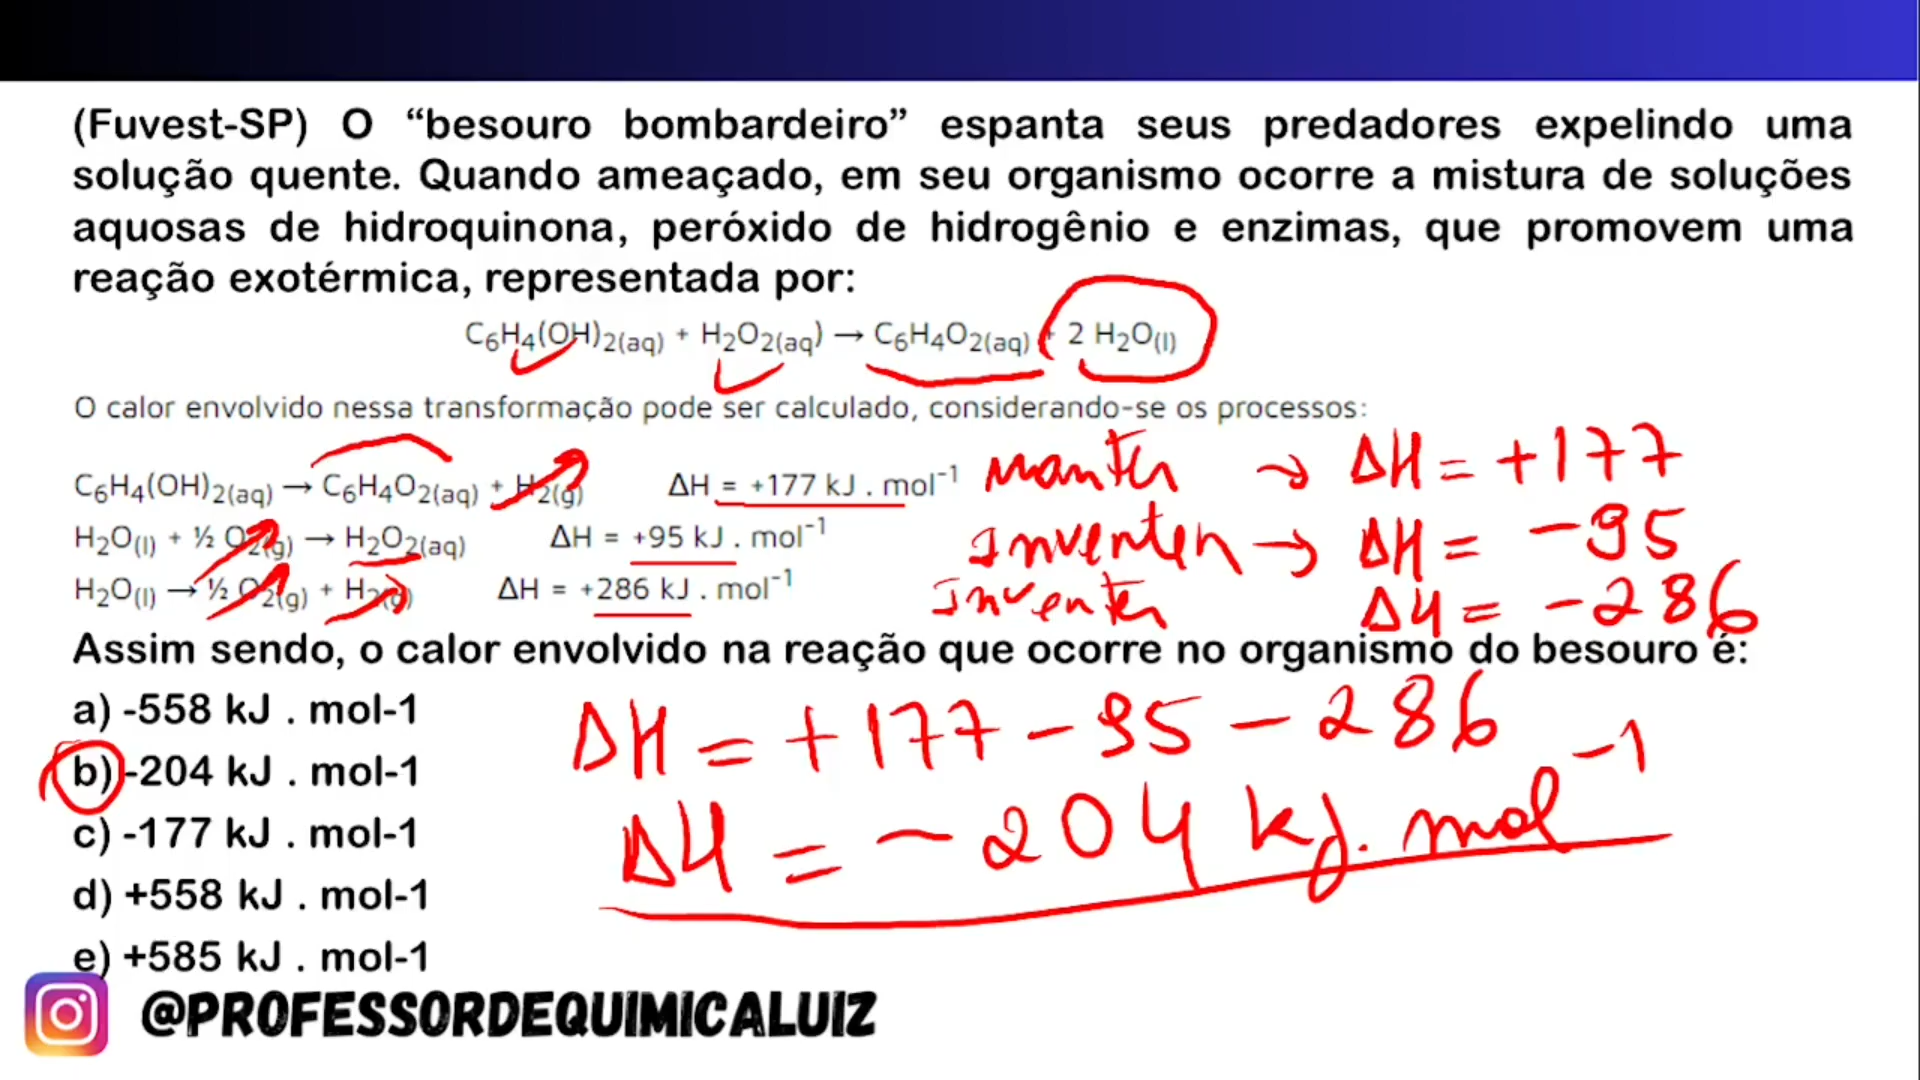 (Fuvest-SP) O “besouro bombardeiro” espanta seus predadores expelindo uma
solução quente. Quando ameaçado, em seu organismo ocorre a mistura de soluções
aquosas de hidroquinona, peróxido de hidrogênio e enzimas, que promovem uma
reação exotérmica, representada por:
C₆H₄(OH)₂(aq) + H₂O₂(aq) → C₆H₄O₂(aq) + 2 H₂O(l)
O calor envolvido nessa transformação pode ser calculado, considerando-se os processos:
C₆H₄(OH)₂(aq) → C₆H₄O₂(aq) + H₂(g) ΔH = +177 kJ . mol⁻¹ manter → ΔH = +177
H₂O(l) + ½ O₂(g) → H₂O₂(aq) ΔH = +95 kJ . mol⁻¹ Inverter → ΔH = -95
H₂O(l) → ½ O₂(g) + H₂(g) ΔH = +286 kJ . mol⁻¹ Inverter ΔH = -286
Assim sendo, o calor envolvido na reação que ocorre no organismo do besouro é:
a) -558 kJ . mol-1
ΔH = +177 - 95 - 286
b) -204 kJ . mol-1
ΔH = -204 kJ. mol⁻¹
c) -177 kJ . mol-1
d) +558 kJ . mol-1
e) +585 kJ . mol-1
@PROFESSORDEQUIMICALUIZ